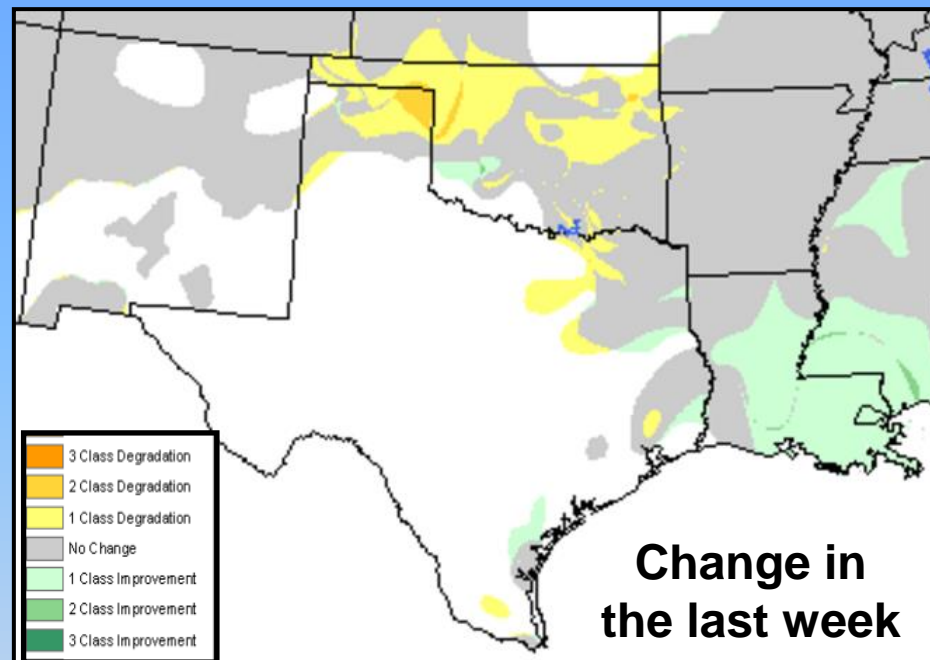 3 Class Degradation
2 Class Degradation
1 Class Degradation
No Change
1 Class Improvement
2 Class Improvement
3 Class Improvement
Change in
the last week